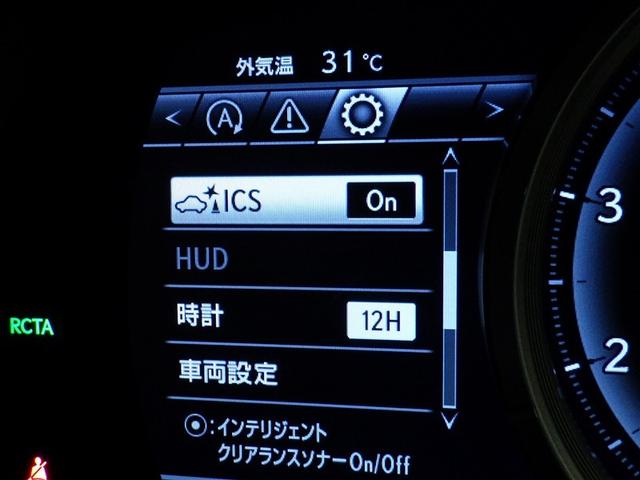 外気温 31℃
< A >
ICS On
HUD
時計 12H
車両設定
⦿:インテリジェント
クリアランスソナーOn/Off
RCTA
3
2